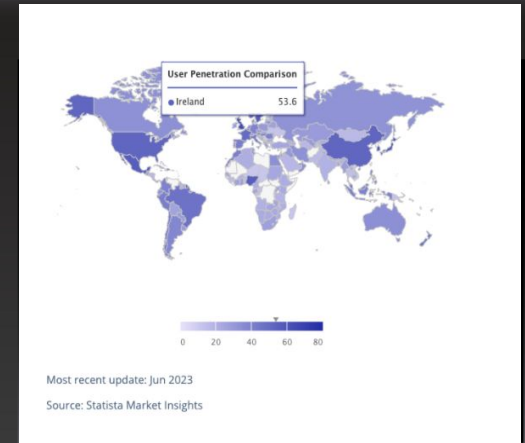 User Penetration Comparison
Ireland 53.6
0 20 40 60 80
Most recent update: Jun 2023
Source: Statista Market Insights